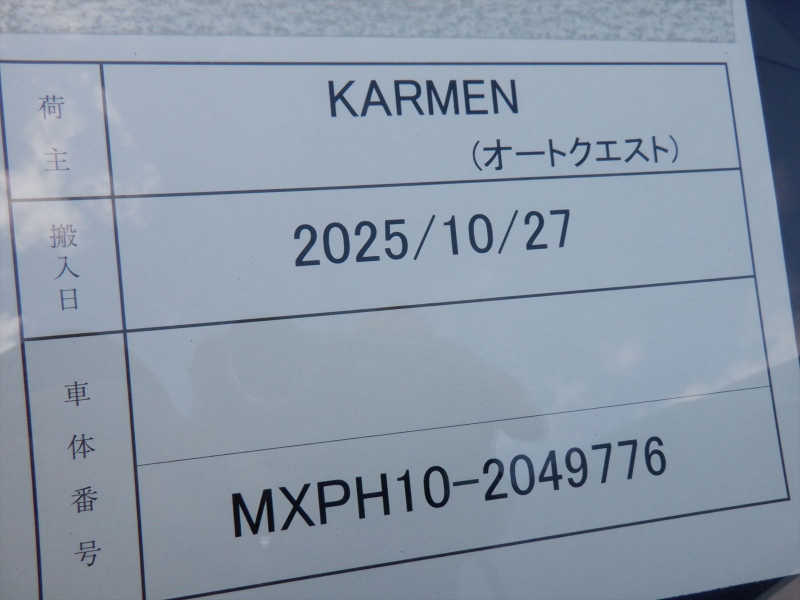 荷主 KARMEN
(オートクエスト)
搬入日 2025/10/27
車体番号 MXPH10-2049776